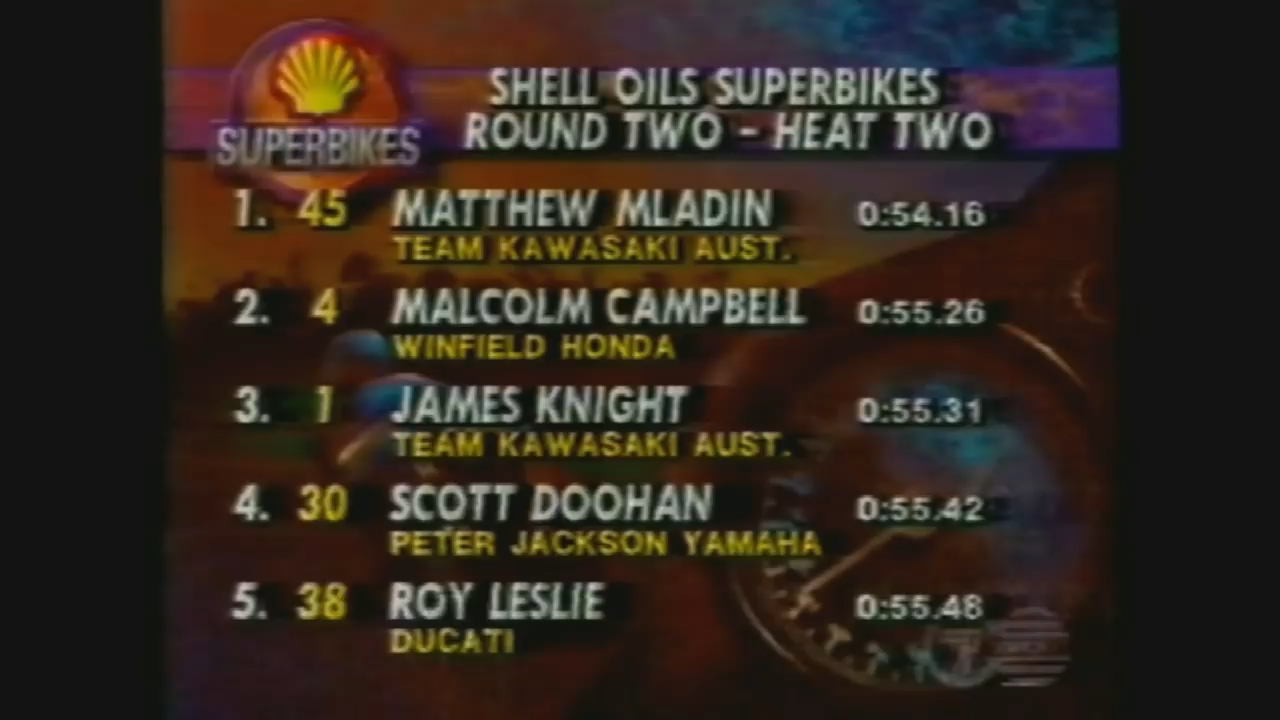 SHELL OILS SUPERBIKES
ROUND TWO - HEAT TWO
SUPERBIKES
1. 45 MATTHEW MLADIN 0:54.16
TEAM KAWASAKI AUST.
2. 4 MALCOLM CAMPBELL 0:55.26
WINFIELD HONDA
3. 1 JAMES KNIGHT 0:55.31
TEAM KAWASAKI AUST.
4. 30 SCOTT DOOHAN 0:55.42
PETER JACKSON YAMAHA
5. 38 ROY LESLIE 0:55.48
DUCATI